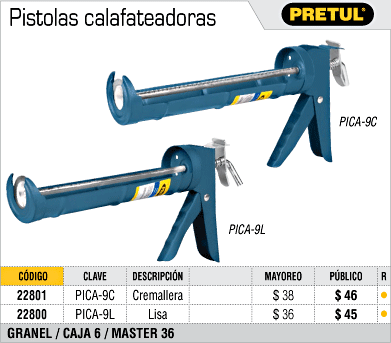 Pistolas calafateadoras
PRETUL®
PICA-9C
PICA-9L
CÓDIGO CLAVE DESCRIPCIÓN MAYOREO PÚBLICO R
22801 PICA-9C Cremallera $ 38 $ 46
22800 PICA-9L Lisa $ 36 $ 45
GRANEL / CAJA 6 / MASTER 36